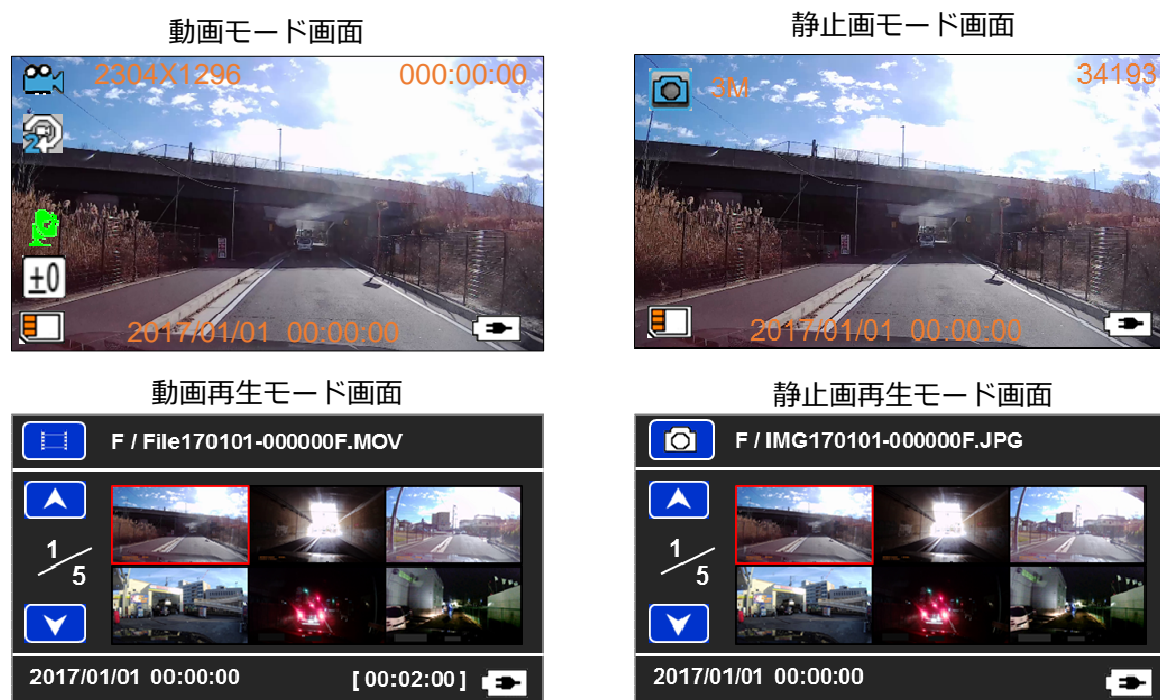 動画モード画面
2304X1296 000:00:00
2
±0
2017/01/01 00:00:00
静止画モード画面
3M 34193
2017/01/01 00:00:00
動画再生モード画面
F / File170101-000000F.MOV
1/5
2017/01/01 00:00:00 [ 00:02:00 ]
静止画再生モード画面
F / IMG170101-000000F.JPG
1/5
2017/01/01 00:00:00